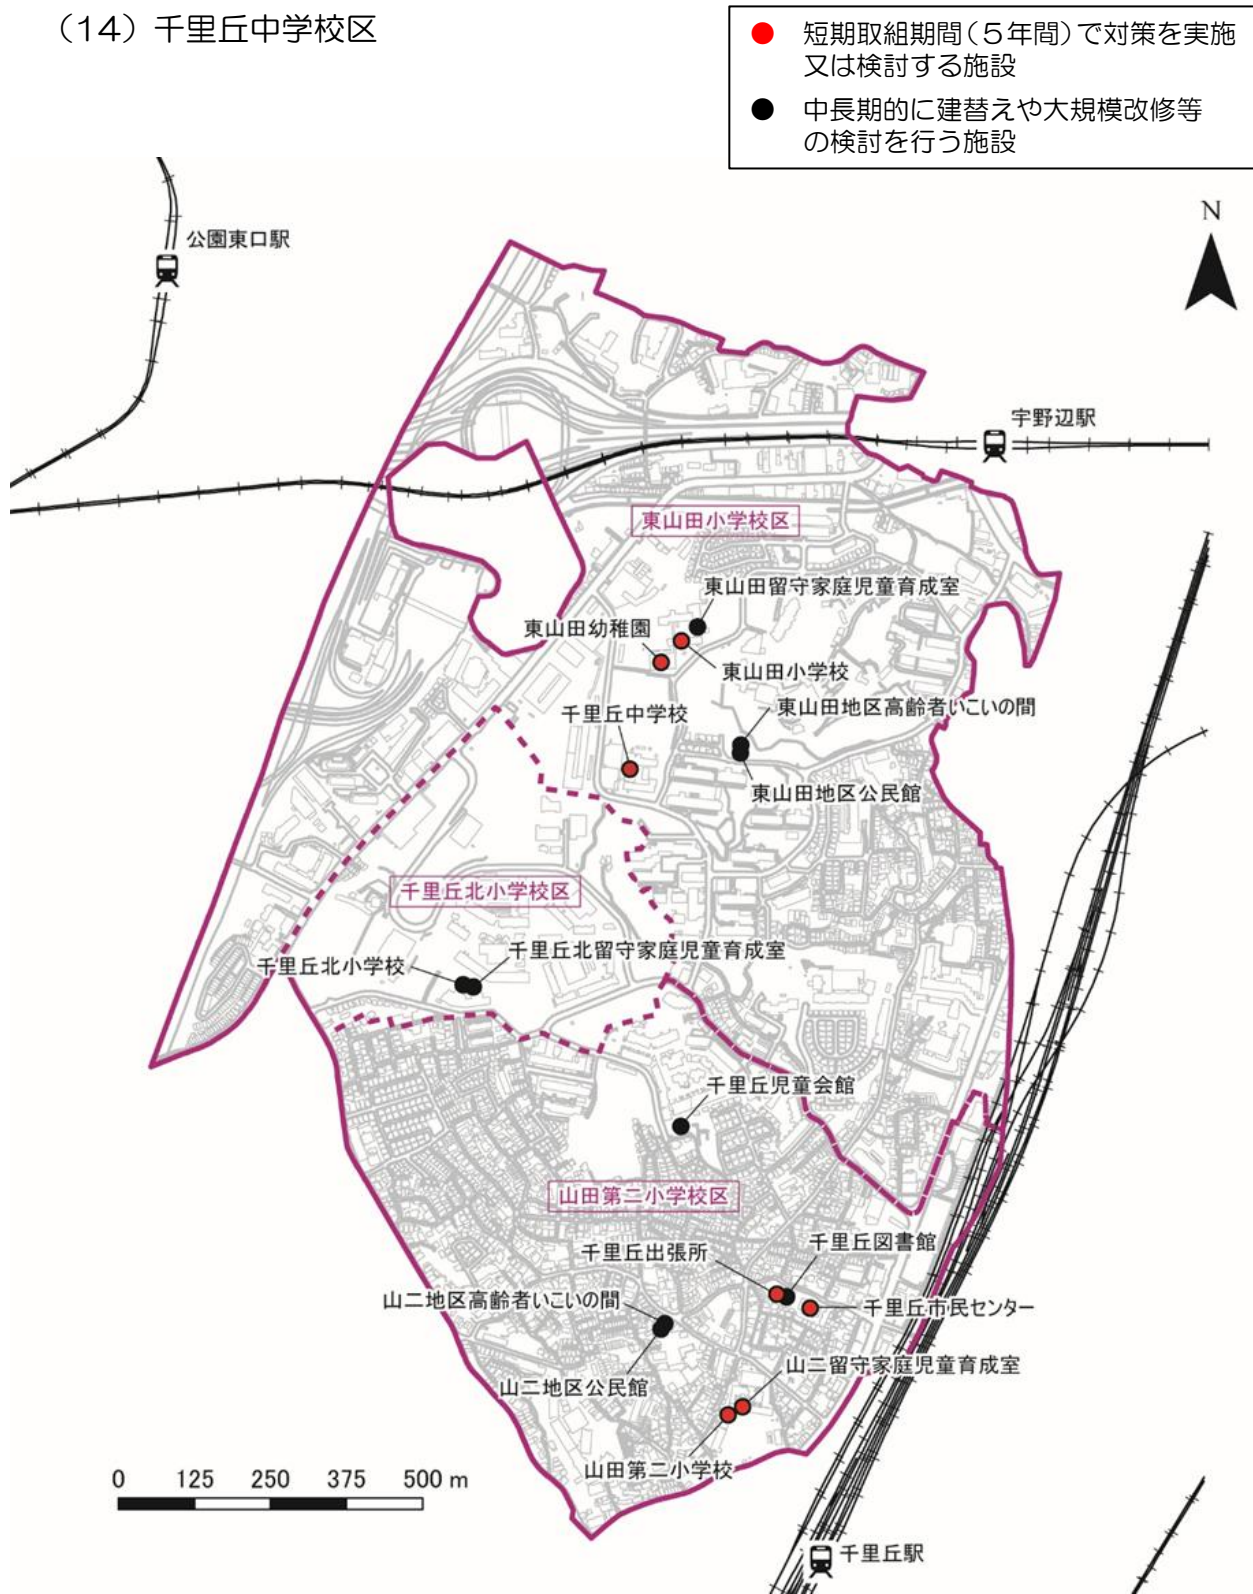 （14）千里丘中学校区
● 短期取組期間（５年間）で対策を実施
又は検討する施設
● 中長期的に建替えや大規模改修等
の検討を行う施設
N
公園東口駅
宇野辺駅
東山田小学校区
東山田留守家庭児童育成室
東山田幼稚園
東山田小学校
東山田地区高齢者いこいの間
千里丘中学校
東山田地区公民館
千里丘北小学校区
千里丘北留守家庭児童育成室
千里丘北小学校
千里丘児童会館
山田第二小学校区
千里丘図書館
千里丘出張所
山二地区高齢者いこいの間
千里丘市民センター
山二留守家庭児童育成室
山二地区公民館
山田第二小学校
0 125 250 375 500 m
千里丘駅